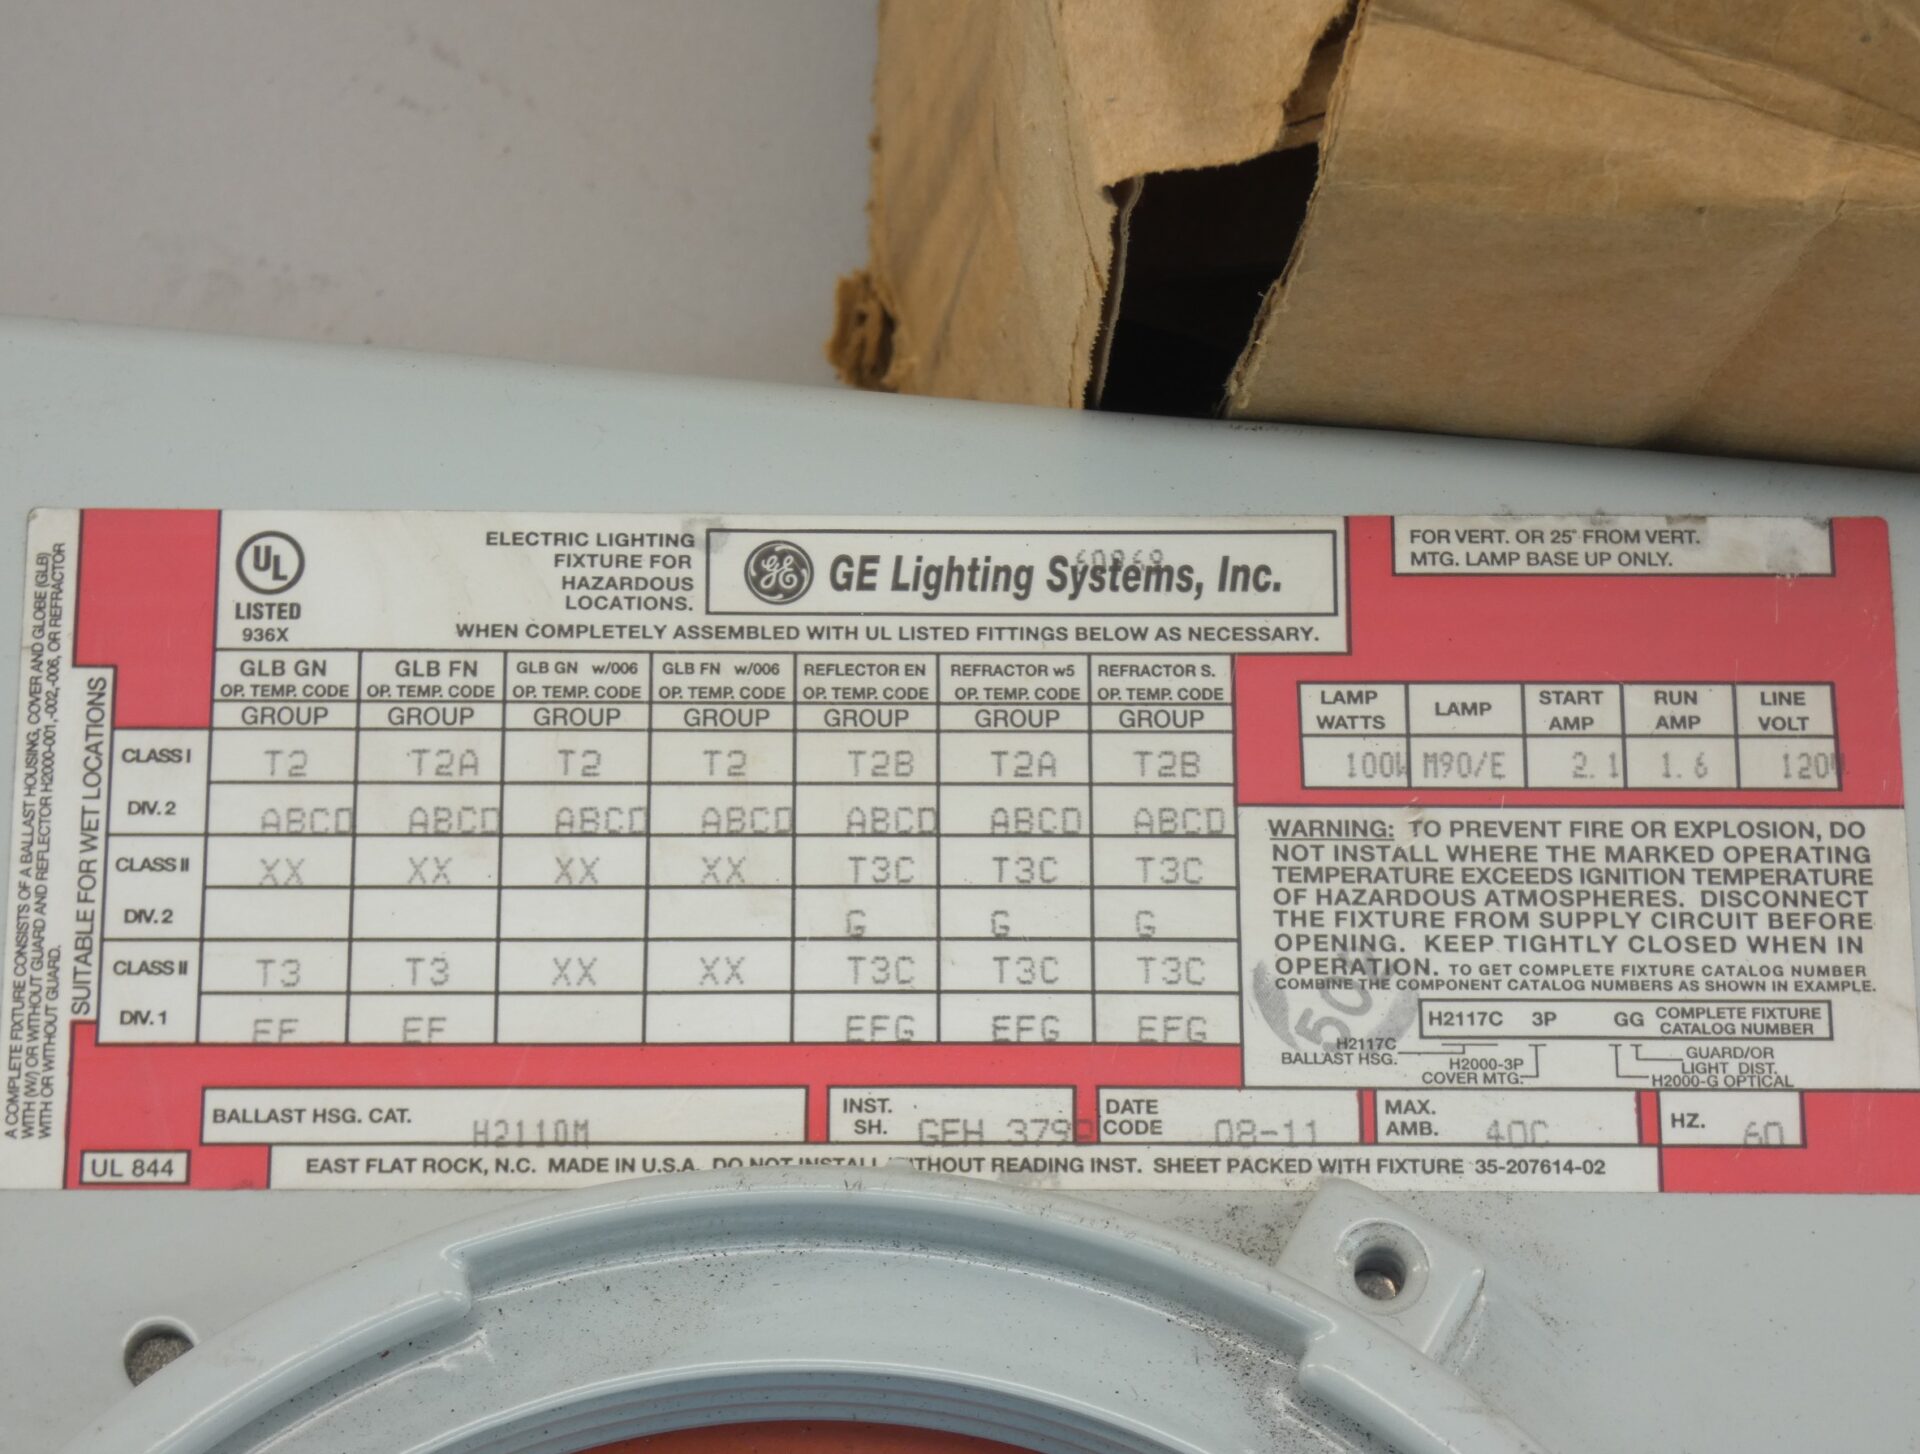 A COMPLETE FIXTURE CONSISTS OF A BALLAST HOUSING, COVER AND GLOBE (GLB)
WITH (W/) OR WITHOUT GUARD AND REFLECTOR H2000-001,-002,-006, OR REFRACTOR
WITH OR WITHOUT GUARD.
SUITABLE FOR WET LOCATIONS
UL
LISTED
936X
ELECTRIC LIGHTING
FIXTURE FOR
HAZARDOUS
LOCATIONS.
GE GE Lighting Systems, Inc.
WHEN COMPLETELY ASSEMBLED WITH UL LISTED FITTINGS BELOW AS NECESSARY.
FOR VERT. OR 25° FROM VERT.
MTG. LAMP BASE UP ONLY.
GLB GN GLB FN GLB GN w/006 GLB FN w/006 REFLECTOR EN REFRACTOR w5 REFRACTOR S.
OP. TEMP. CODE OP. TEMP. CODE OP. TEMP. CODE OP. TEMP. CODE OP. TEMP. CODE OP. TEMP. CODE OP. TEMP. CODE
GROUP GROUP GROUP GROUP GROUP GROUP GROUP
CLASS I T2 T2A T2 T2 T2B T2A T2B
DIV. 2 ABCD ABCD ABCD ABCD ABCD ABCD ABCD
CLASS II XX XX XX XX T3C T3C T3C
DIV. 2 G G G
CLASS II T3 T3 XX XX T3C T3C T3C
DIV. 1 EF EF EFG EFG EFG
LAMP WATTS LAMP START AMP RUN AMP LINE VOLT
100W M90/E 2.1 1.6 120V
WARNING: TO PREVENT FIRE OR EXPLOSION, DO
NOT INSTALL WHERE THE MARKED OPERATING
TEMPERATURE EXCEEDS IGNITION TEMPERATURE
OF HAZARDOUS ATMOSPHERES. DISCONNECT
THE FIXTURE FROM SUPPLY CIRCUIT BEFORE
OPENING. KEEP TIGHTLY CLOSED WHEN IN
OPERATION. TO GET COMPLETE FIXTURE CATALOG NUMBER
COMBINE THE COMPONENT CATALOG NUMBERS AS SHOWN IN EXAMPLE.
H2117C 3P GG COMPLETE FIXTURE
CATALOG NUMBER
H2117C
BALLAST HSG.
H2000-3P
COVER MTG.
GUARD/OR
LIGHT DIST.
H2000-G OPTICAL
BALLAST HSG. CAT. H2110M
INST. SH. GEH
DATE CODE 08-11
MAX. AMB. 40C
HZ. 60
UL 844
EAST FLAT ROCK, N.C. MADE IN U.S.A. DO NOT INSTALL WITHOUT READING INST. SHEET PACKED WITH FIXTURE 35-207614-02